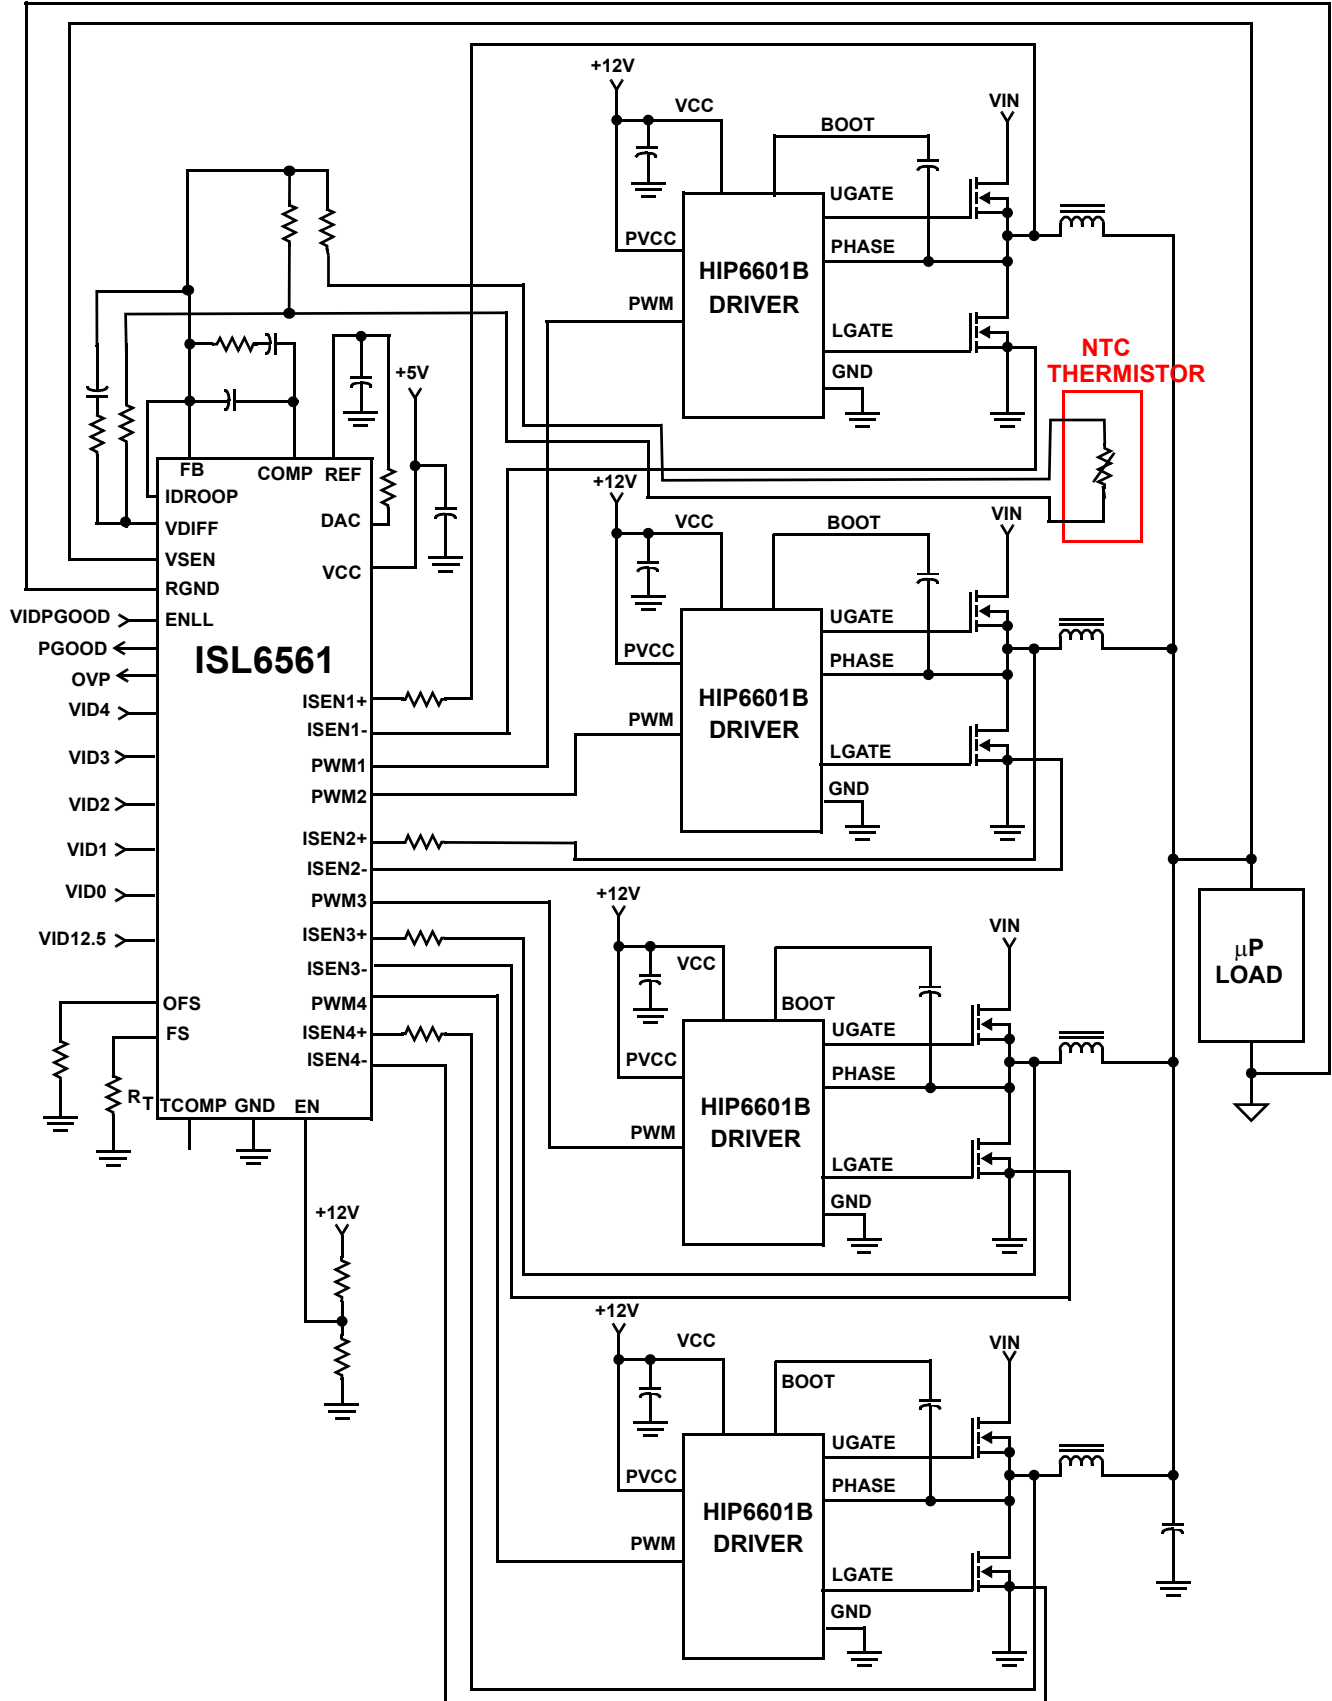 +12V
VCC
BOOT
VIN
UGATE
PVCC
PHASE
HIP6601B
DRIVER
PWM
LGATE
GND
NTC
THERMISTOR
+5V
FB
COMP
REF
IDROOP
VDIFF
DAC
VSEN
VCC
RGND
VIDPGOOD
ENLL
PGOOD
ISL6561
OVP
VID4
VID3
VID2
VID1
VID0
VID12.5
OFS
FS
RT
TCOMP
GND
EN
ISEN1+
ISEN1-
PWM1
PWM2
ISEN2+
ISEN2-
PWM3
ISEN3+
ISEN3-
PWM4
ISEN4+
ISEN4-
+12V
+12V
VCC
BOOT
VIN
UGATE
PVCC
PHASE
HIP6601B
DRIVER
PWM
LGATE
GND
+12V
VCC
VIN
BOOT
UGATE
PVCC
PHASE
HIP6601B
DRIVER
PWM
LGATE
GND
µP
LOAD
+12V
VCC
VIN
BOOT
UGATE
PVCC
PHASE
HIP6601B
DRIVER
PWM
LGATE
GND